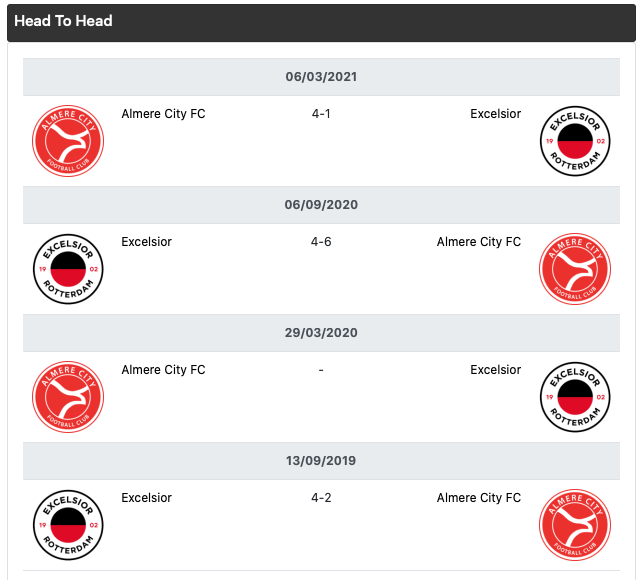 Head To Head
06/03/2021
ALMERE CITY
FOOTBALL CLUB
Almere City FC 4-1 Excelsior
EXCELSIOR
19 02
ROTTERDAM
06/09/2020
EXCELSIOR
19 02
ROTTERDAM
Excelsior 4-6 Almere City FC
ALMERE CITY
FOOTBALL CLUB
29/03/2020
ALMERE CITY
FOOTBALL CLUB
Almere City FC - Excelsior
EXCELSIOR
19 02
ROTTERDAM
13/09/2019
EXCELSIOR
19 02
ROTTERDAM
Excelsior 4-2 Almere City FC
ALMERE CITY
FOOTBALL CLUB